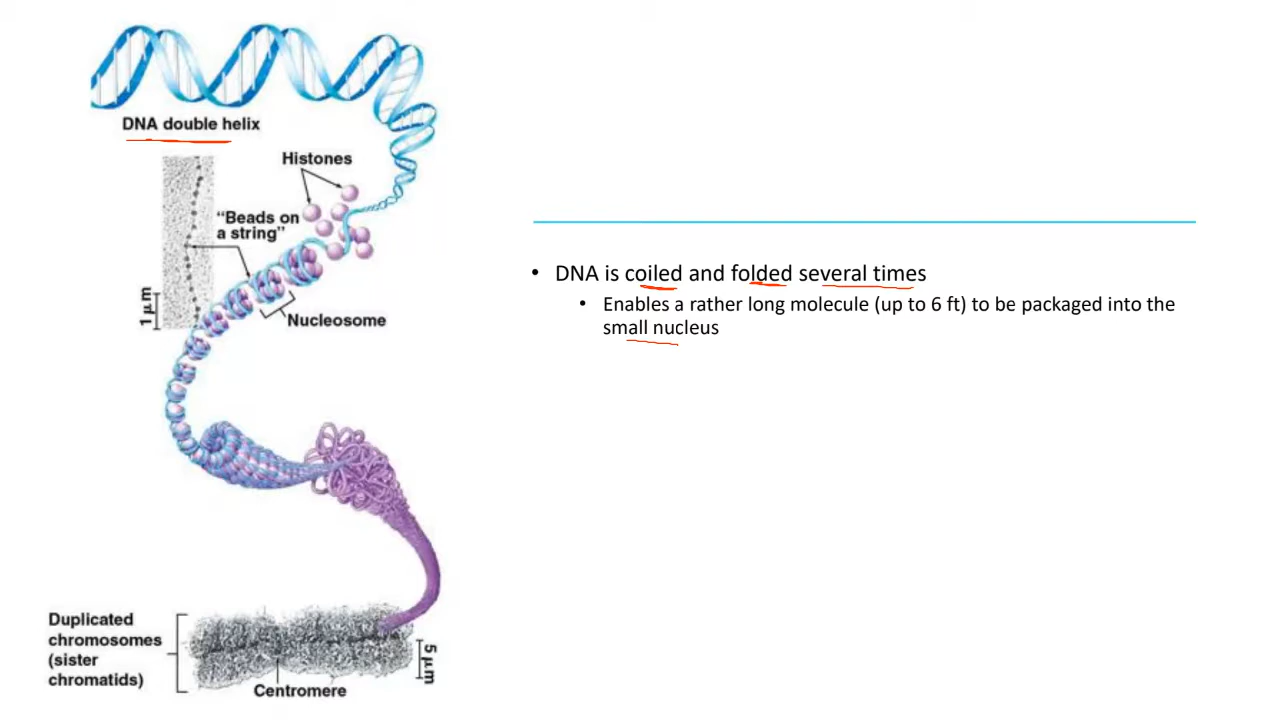 DNA double helix
Histones
"Beads on
a string"
1 µm
Nucleosome
Duplicated
chromosomes
(sister
chromatids)
Centromere
5 µm
• DNA is coiled and folded several times
• Enables a rather long molecule (up to 6 ft) to be packaged into the
small nucleus